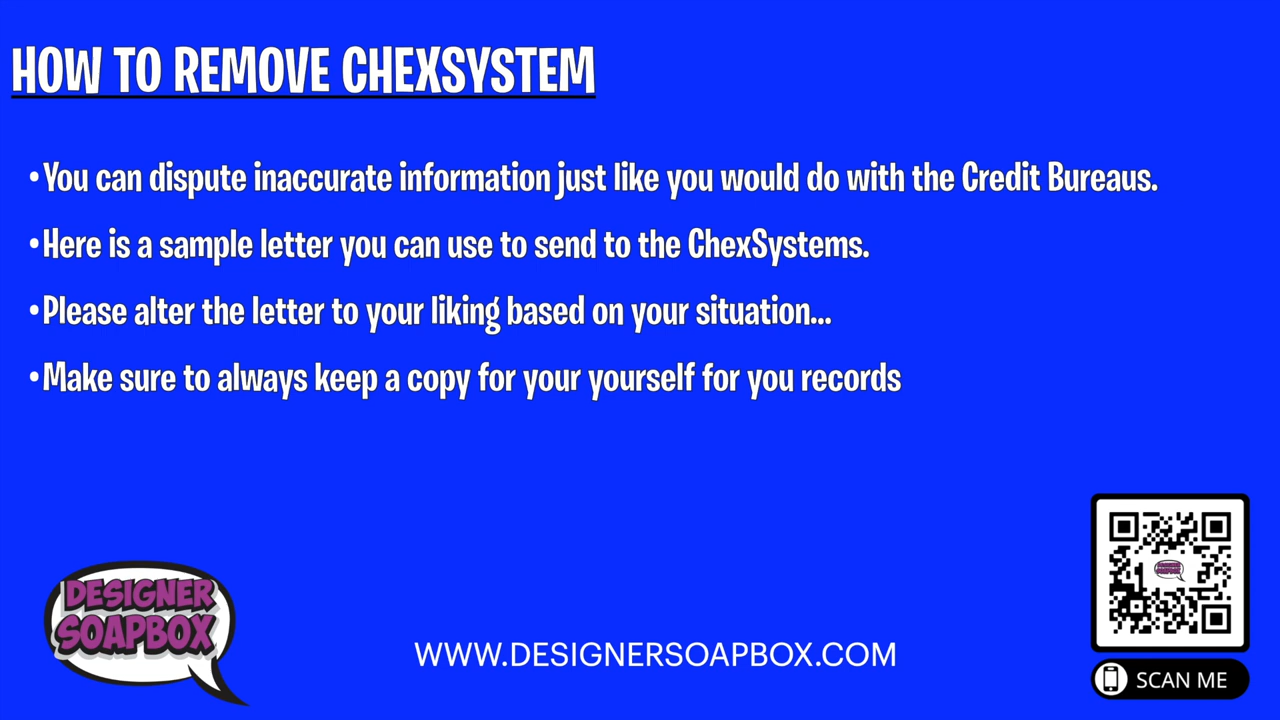 HOW TO REMOVE CHEXSYSTEM
•You can dispute inaccurate information just like you would do with the Credit Bureaus.
•Here is a sample letter you can use to send to the ChexSystems.
•Please alter the letter to your liking based on your situation...
•Make sure to always keep a copy for your yourself for you records
DESIGNER
SOAPBOX
WWW.DESIGNERSOAPBOX.COM
SCAN ME